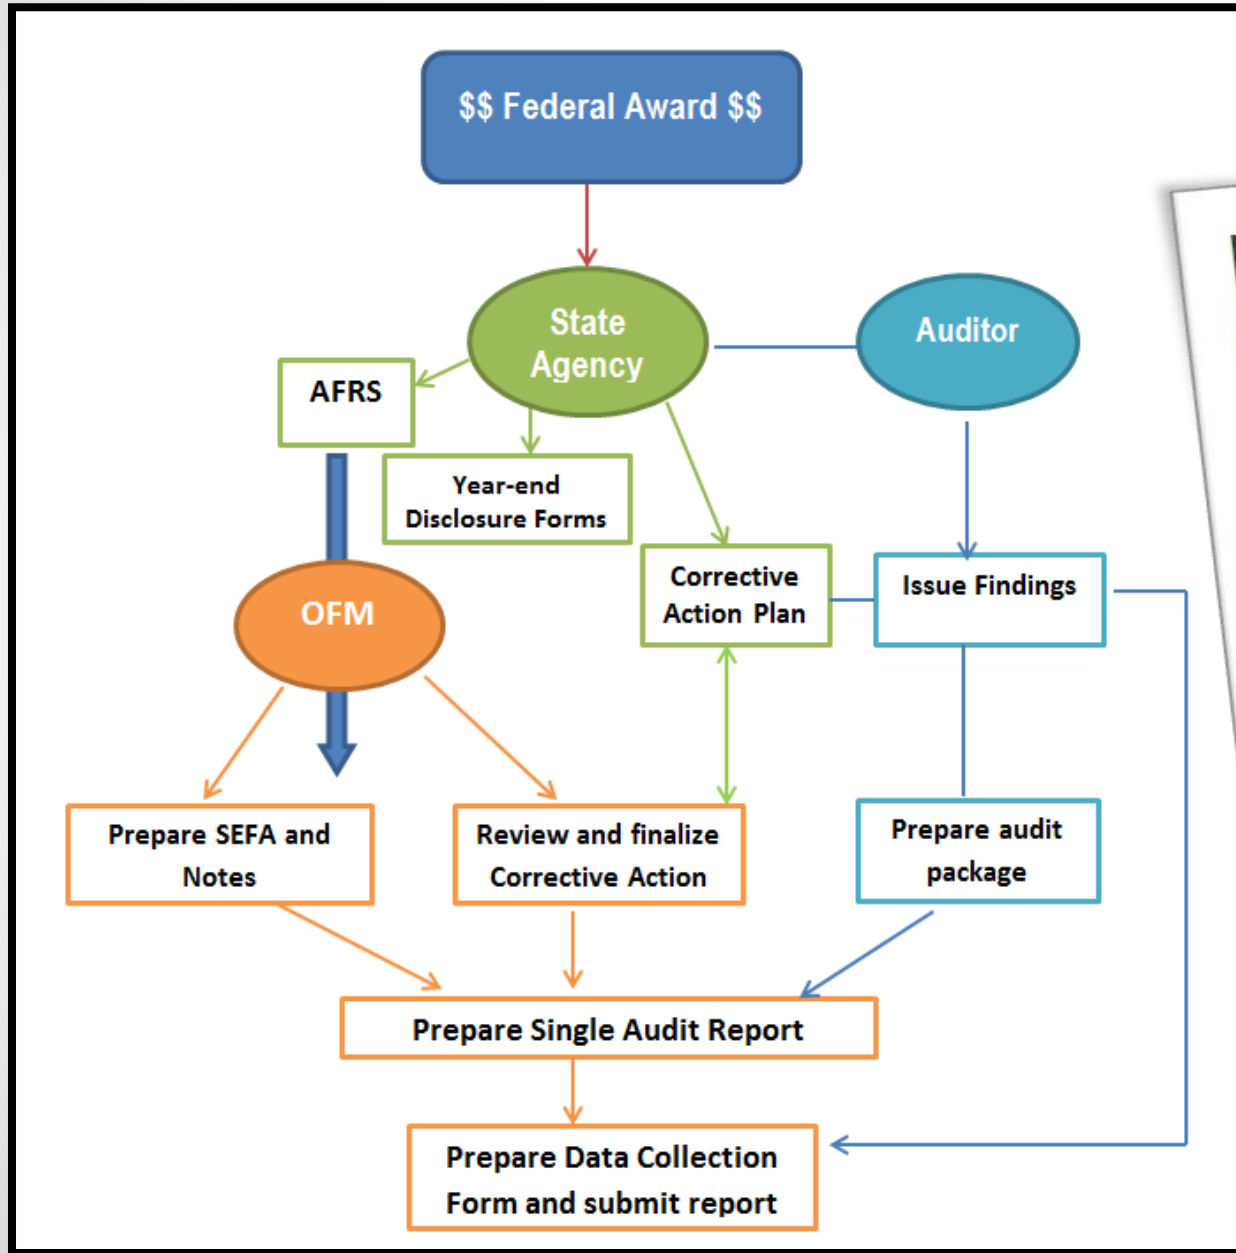 $$ Federal Award $$
State
Agency
Auditor
AFRS
Year-end
Disclosure Forms
Corrective
Action Plan
Issue Findings
OFM
Prepare SEFA and
Notes
Review and finalize
Corrective Action
Prepare audit
package
Prepare Single Audit Report
Prepare Data Collection
Form and submit report